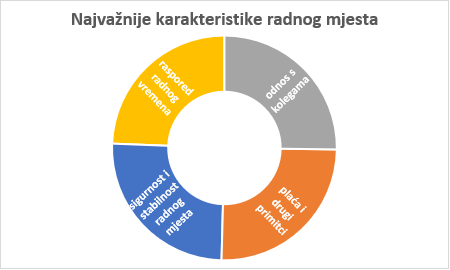 Najvažnije karakteristike radnog mjesta
odnos s
kolegama
plaća i
drugi
primitci
sigurnost i
stabilnost
radnog
mjesta
raspored
radnog
vremena